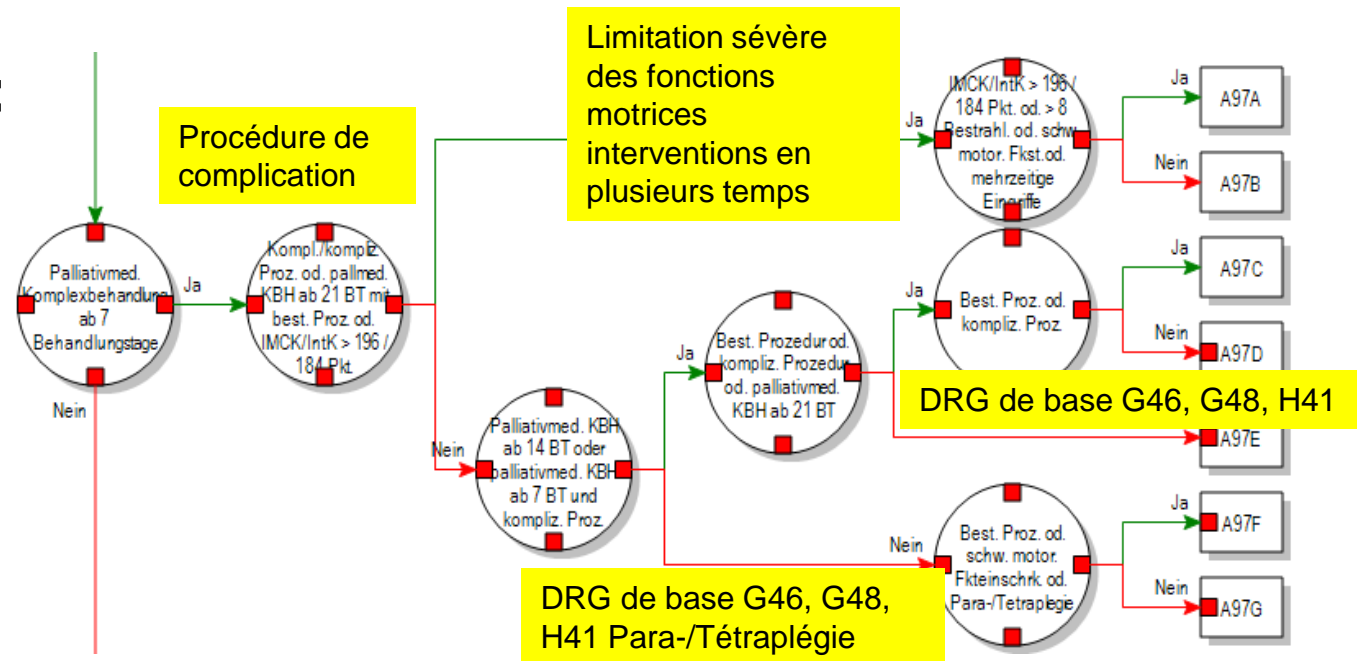 Limitation sévère
des fonctions
motrices
interventions en
plusieurs temps
Procédure de
complication
Palliativmed.
Komplexbehandlung
ab 7
Behandlungstage
Ja
Nein
Kompl./kompliz.
Proz. od. pallmed.
KBH ab 21 BT mit
best. Proz. od.
IMCK/IntK > 196 /
184 Pkt.
Ja
IMCK/IntK > 196 /
184 Pkt. od. > 8
Bestrahl. od. schw.
motor. Fkst. od.
mehrzeitige
Eingriffe
Ja
A97A
Nein
A97B
Nein
Palliativmed. KBH
ab 14 BT oder
palliativmed. KBH
ab 7 BT und
kompliz. Proz.
Ja
Best. Prozedur od.
kompliz. Prozedur
od. palliativmed.
KBH ab 21 BT
Ja
Best. Proz. od.
kompliz. Proz.
Ja
A97C
Nein
A97D
DRG de base G46, G48, H41
A97E
Nein
Best. Proz. od.
schw. motor.
Fkteinschrk. od.
Para-/Tetraplegie
Ja
A97F
Nein
A97G
DRG de base G46, G48,
H41 Para-/Tétraplégie